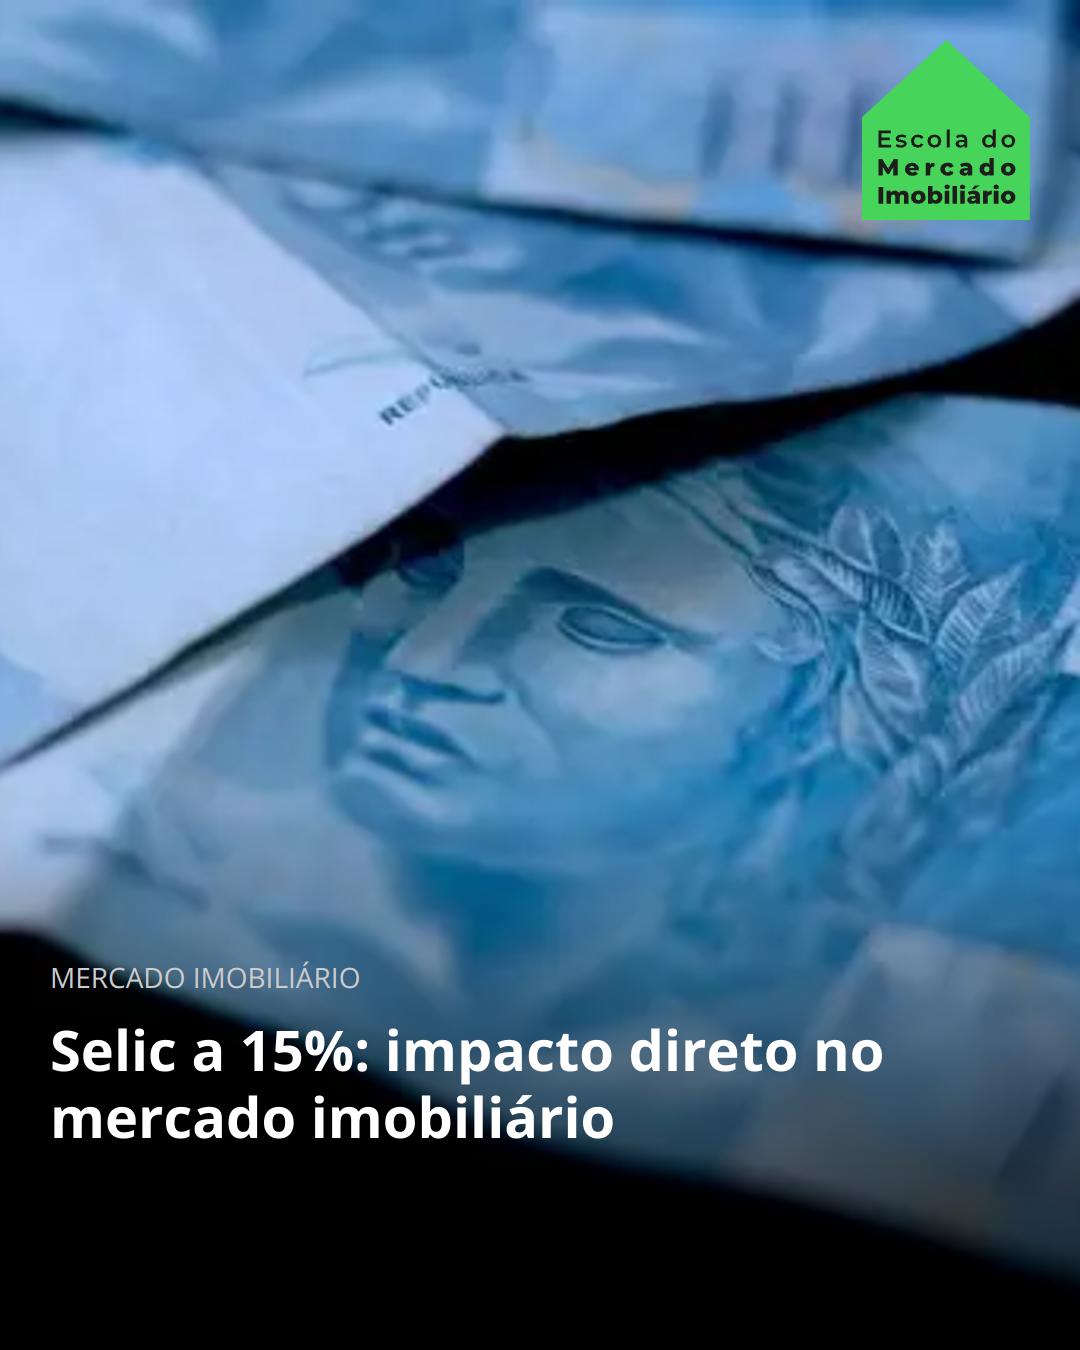 Escola do
Mercado
Imobiliário
MERCADO IMOBILIÁRIO
Selic a 15%: impacto direto no
mercado imobiliário